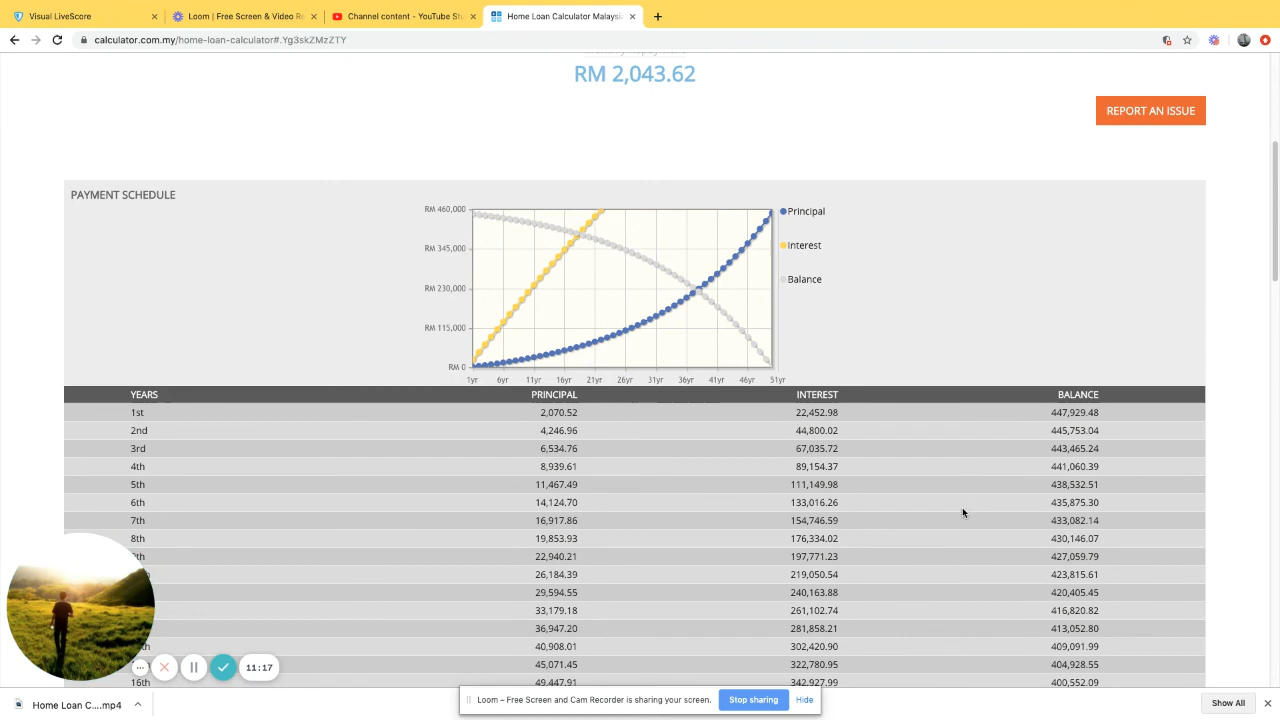 Visual LiveScore
Loom | Free Screen & Video Re
Channel content - YouTube Stu
Home Loan Calculator Malaysia
calculator.com.my/home-loan-calculator#.Yg3skZMzZTY
RM 2,043.62
REPORT AN ISSUE
PAYMENT SCHEDULE
RM 460,000
RM 345,000
RM 230,000
RM 115,000
RM 0
1yr 6yr 11yr 16yr 21yr 26yr 31yr 36yr 41yr 46yr 51yr
Principal
Interest
Balance
YEARS PRINCIPAL INTEREST BALANCE
1st 2,070.52 22,452.98 447,929.48
2nd 4,246.96 44,800.02 445,753.04
3rd 6,534.76 67,035.72 443,465.24
4th 8,939.61 89,154.37 441,060.39
5th 11,467.49 111,149.98 438,532.51
6th 14,124.70 133,016.26 435,875.30
7th 16,917.86 154,746.59 433,082.14
8th 19,853.93 176,334.02 430,146.07
22,940.21 197,771.23 427,059.79
26,184.39 219,050.54 423,815.61
29,594.55 240,163.88 420,405.45
33,179.18 261,102.74 416,820.82
36,947.20 281,858.21 413,052.80
40,908.01 302,420.90 409,091.99
45,071.45 322,780.95 404,928.55
16th 49,447.91 342,927.99 400,552.09
11:17
Loom – Free Screen and Cam Recorder is sharing your screen.
Stop sharing
Hide
Home Loan C....mp4
Show All